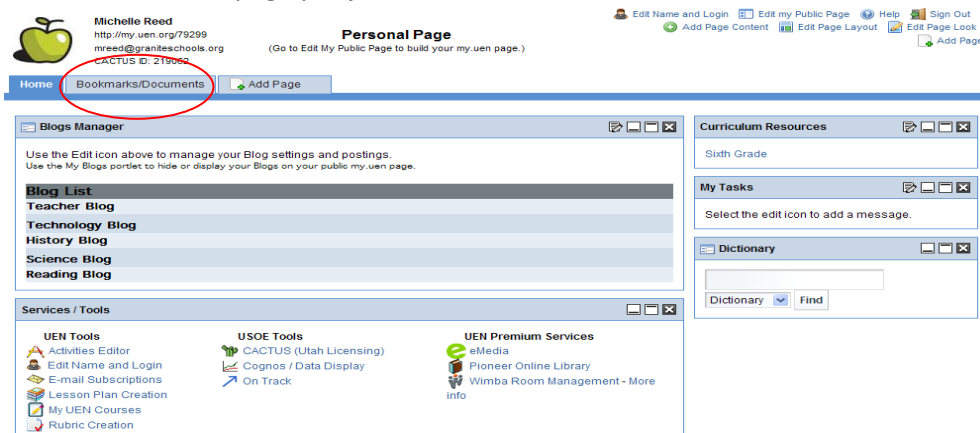 Michelle Reed
http://my.uen.org/79299
mreed@graniteschools.org
CACTUS ID: 219062
Personal Page
(Go to Edit My Public Page to build your my.uen page.)
Edit Name and Login Edit my Public Page Help Sign Out
Add Page Content Edit Page Layout Edit Page Look
Add Page
Home Bookmarks/Documents Add Page
Blogs Manager
Use the Edit icon above to manage your Blog settings and postings.
Use the My Blogs portlet to hide or display your Blogs on your public my.uen page.
Blog List
Teacher Blog
Technology Blog
History Blog
Science Blog
Reading Blog
Curriculum Resources
Sixth Grade
My Tasks
Select the edit icon to add a message.
Dictionary
Dictionary Find
Services / Tools
UEN Tools
Activities Editor
Edit Name and Login
E-mail Subscriptions
Lesson Plan Creation
My UEN Courses
Rubric Creation
USOE Tools
CACTUS (Utah Licensing)
Cognos / Data Display
On Track
UEN Premium Services
eMedia
Pioneer Online Library
Wimba Room Management - More
info